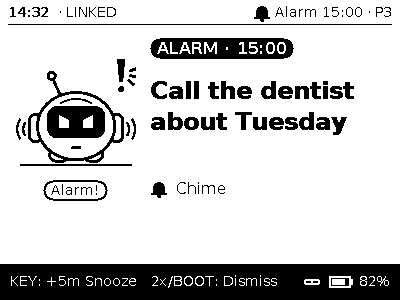 14:32 · LINKED
Alarm 15:00 · P3
ALARM · 15:00
Call the dentist
about Tuesday
Alarm!
Chime
KEY: +5m Snooze 2x/BOOT: Dismiss 82%